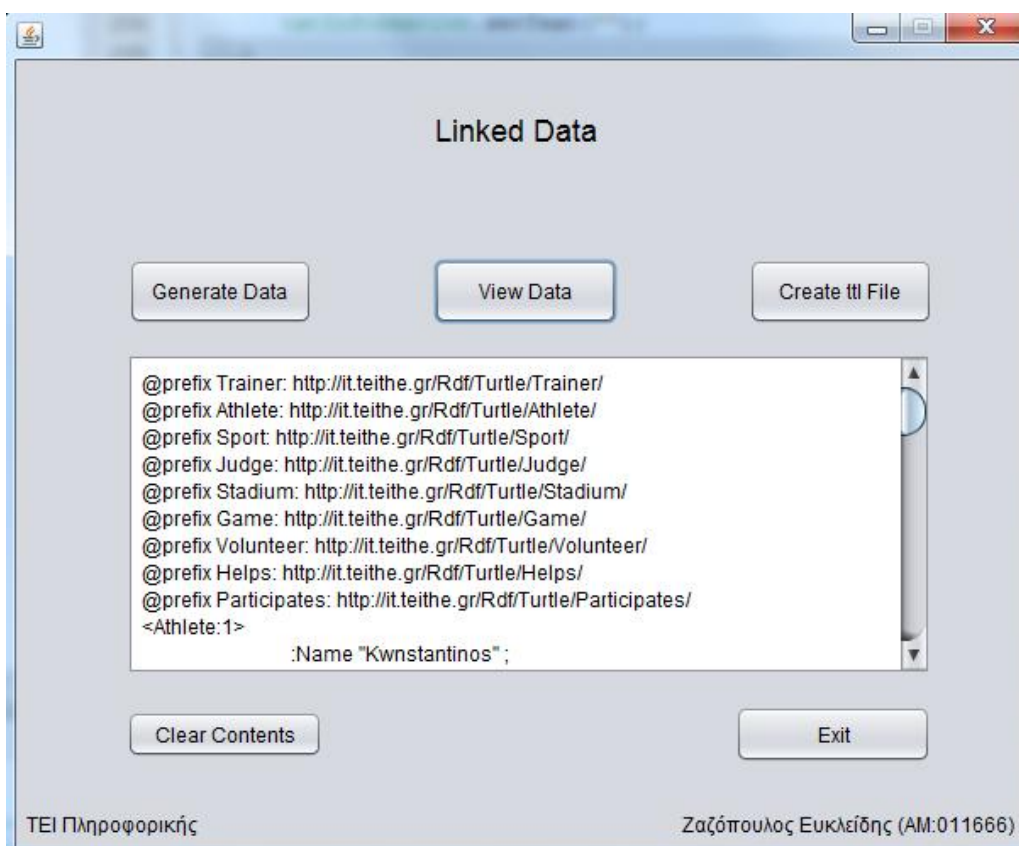 Linked Data
Generate Data
View Data
Create ttl File
@prefix Trainer: http://it.teithe.gr/Rdf/Turtle/Trainer/
@prefix Athlete: http://it.teithe.gr/Rdf/Turtle/Athlete/
@prefix Sport: http://it.teithe.gr/Rdf/Turtle/Sport/
@prefix Judge: http://it.teithe.gr/Rdf/Turtle/Judge/
@prefix Stadium: http://it.teithe.gr/Rdf/Turtle/Stadium/
@prefix Game: http://it.teithe.gr/Rdf/Turtle/Game/
@prefix Volunteer: http://it.teithe.gr/Rdf/Turtle/Volunteer/
@prefix Helps: http://it.teithe.gr/Rdf/Turtle/Helps/
@prefix Participates: http://it.teithe.gr/Rdf/Turtle/Participates/
<Athlete:1>
:Name "Kwnstantinos" ;
Clear Contents
Exit
ΤΕΙ Πληροφορικής
Ζαζόπουλος Ευκλείδης (ΑΜ:011666)